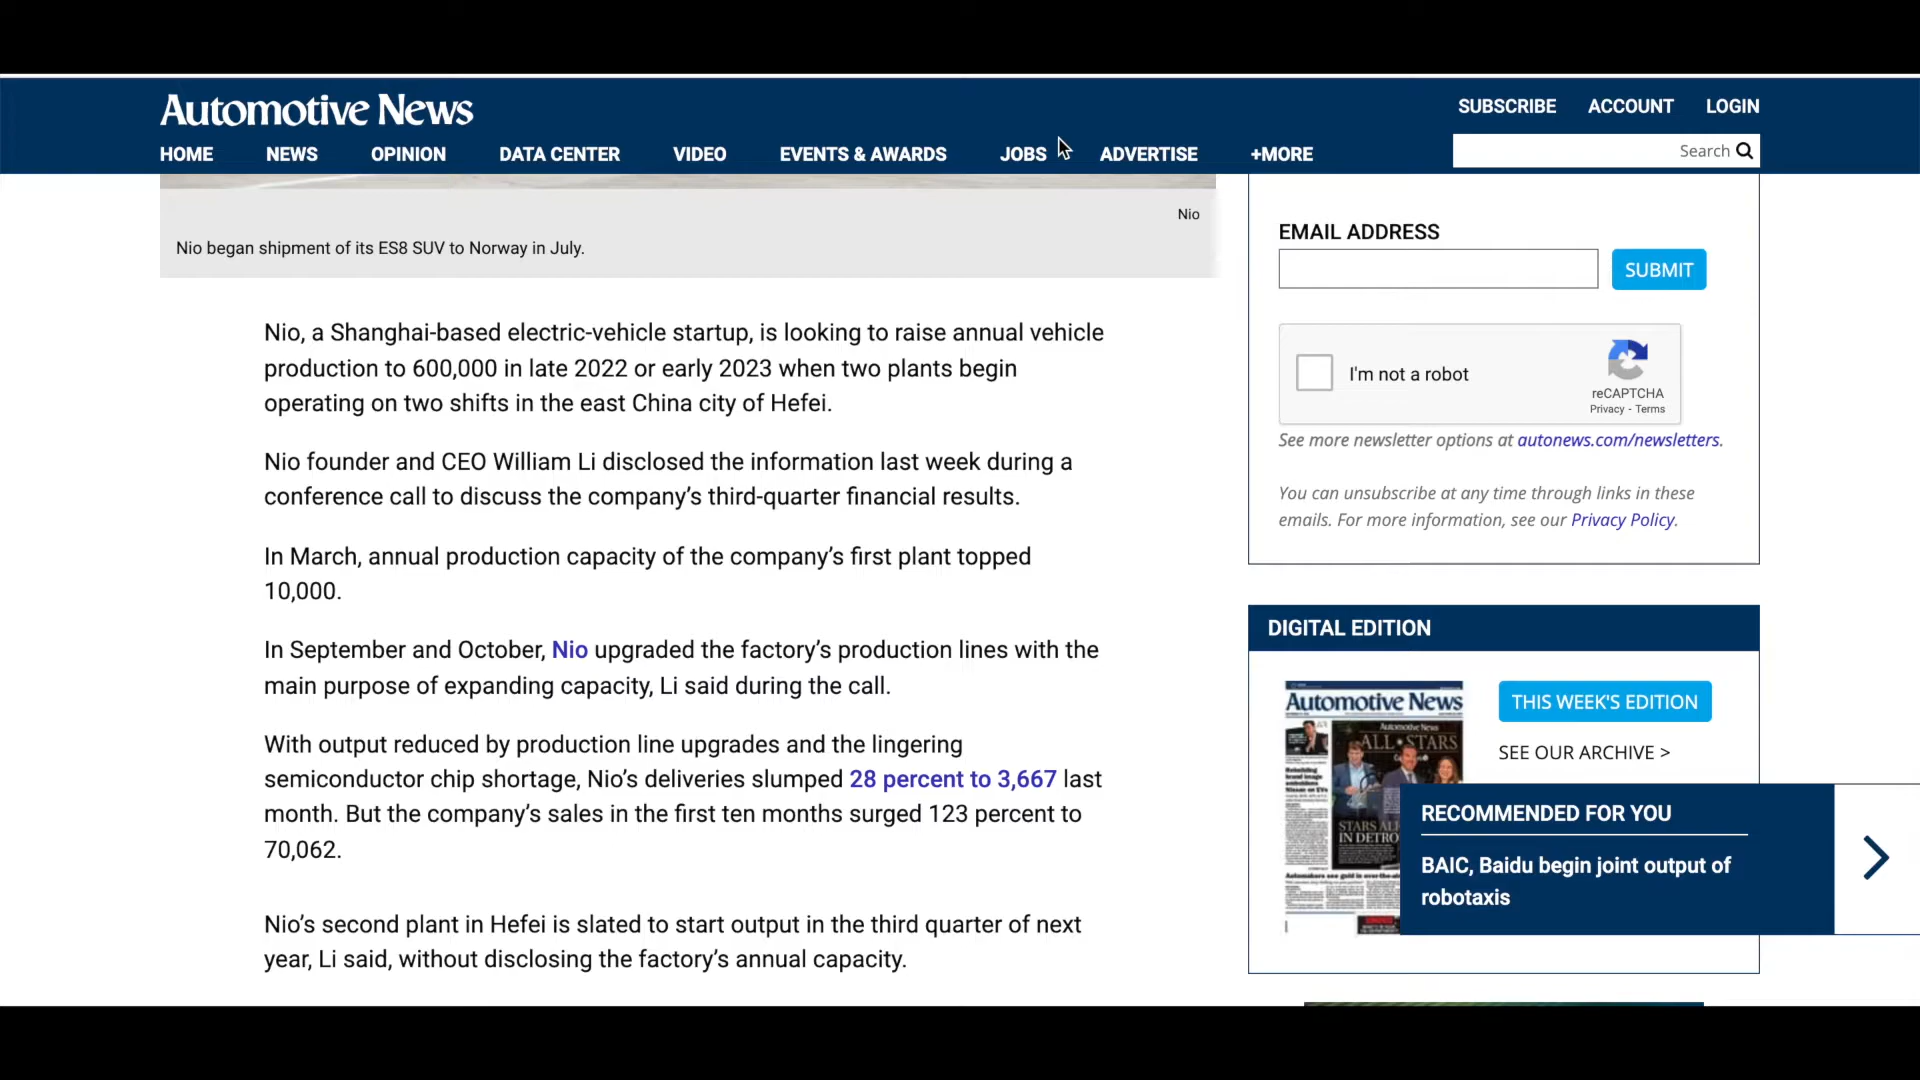 Automotive News
SUBSCRIBE ACCOUNT LOGIN
HOME NEWS OPINION DATA CENTER VIDEO EVENTS & AWARDS JOBS ADVERTISE +MORE
Search
Nio
Nio began shipment of its ES8 SUV to Norway in July.
Nio, a Shanghai-based electric-vehicle startup, is looking to raise annual vehicle
production to 600,000 in late 2022 or early 2023 when two plants begin
operating on two shifts in the east China city of Hefei.
Nio founder and CEO William Li disclosed the information last week during a
conference call to discuss the company’s third-quarter financial results.
In March, annual production capacity of the company’s first plant topped
10,000.
In September and October, Nio upgraded the factory’s production lines with the
main purpose of expanding capacity, Li said during the call.
With output reduced by production line upgrades and the lingering
semiconductor chip shortage, Nio’s deliveries slumped 28 percent to 3,667 last
month. But the company’s sales in the first ten months surged 123 percent to
70,062.
Nio’s second plant in Hefei is slated to start output in the third quarter of next
year, Li said, without disclosing the factory’s annual capacity.
EMAIL ADDRESS
SUBMIT
I'm not a robot
reCAPTCHA
Privacy - Terms
See more newsletter options at autonews.com/newsletters.
You can unsubscribe at any time through links in these
emails. For more information, see our Privacy Policy.
DIGITAL EDITION
Automotive News
Automotive News
ALL★STARS
STARS AL
IN DETRO
THIS WEEK'S EDITION
SEE OUR ARCHIVE >
RECOMMENDED FOR YOU
BAIC, Baidu begin joint output of
robotaxis